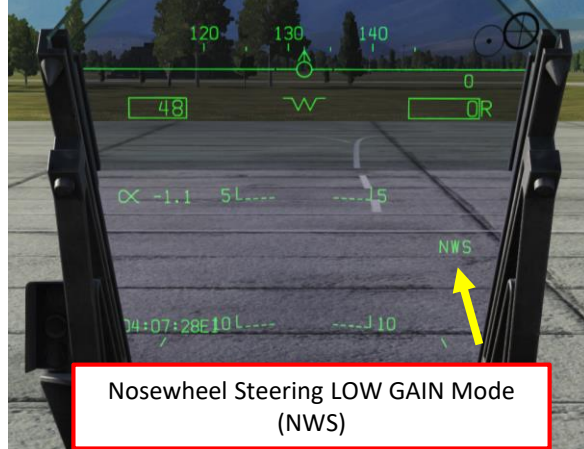 120 130 140
0
48 0R
α -1.1 5 5
NWS
04:07:28E 10 10
Nosewheel Steering LOW GAIN Mode
(NWS)